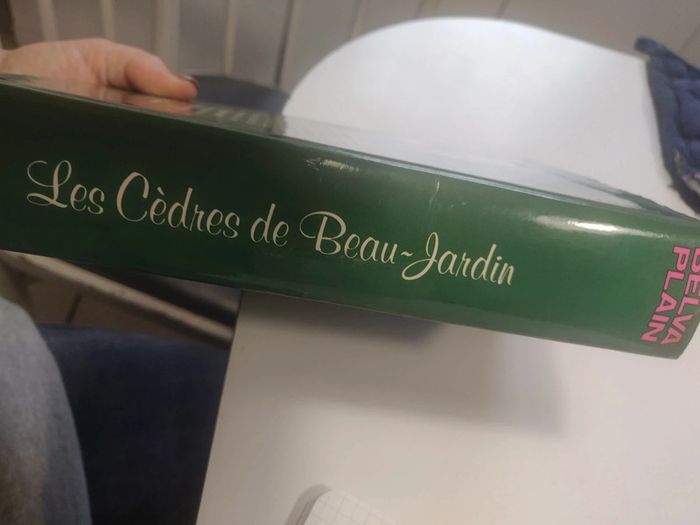 Les Cèdres de Beau-Jardin
BELVA
PLAIN